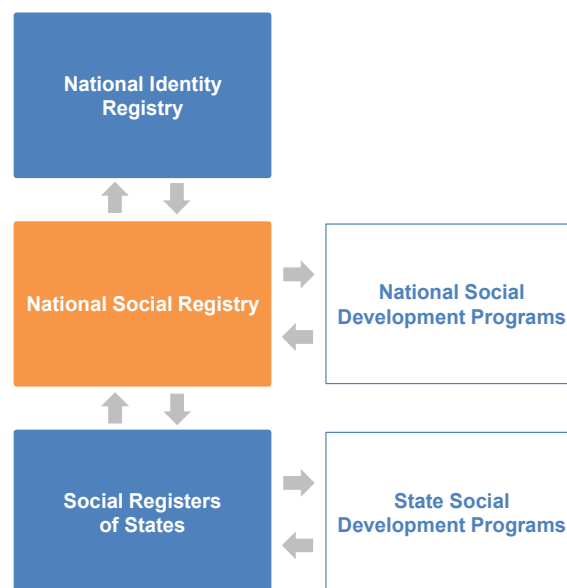 National Identity
Registry
National Social Registry
National Social
Development Programs
Social Registers
of States
State Social
Development Programs